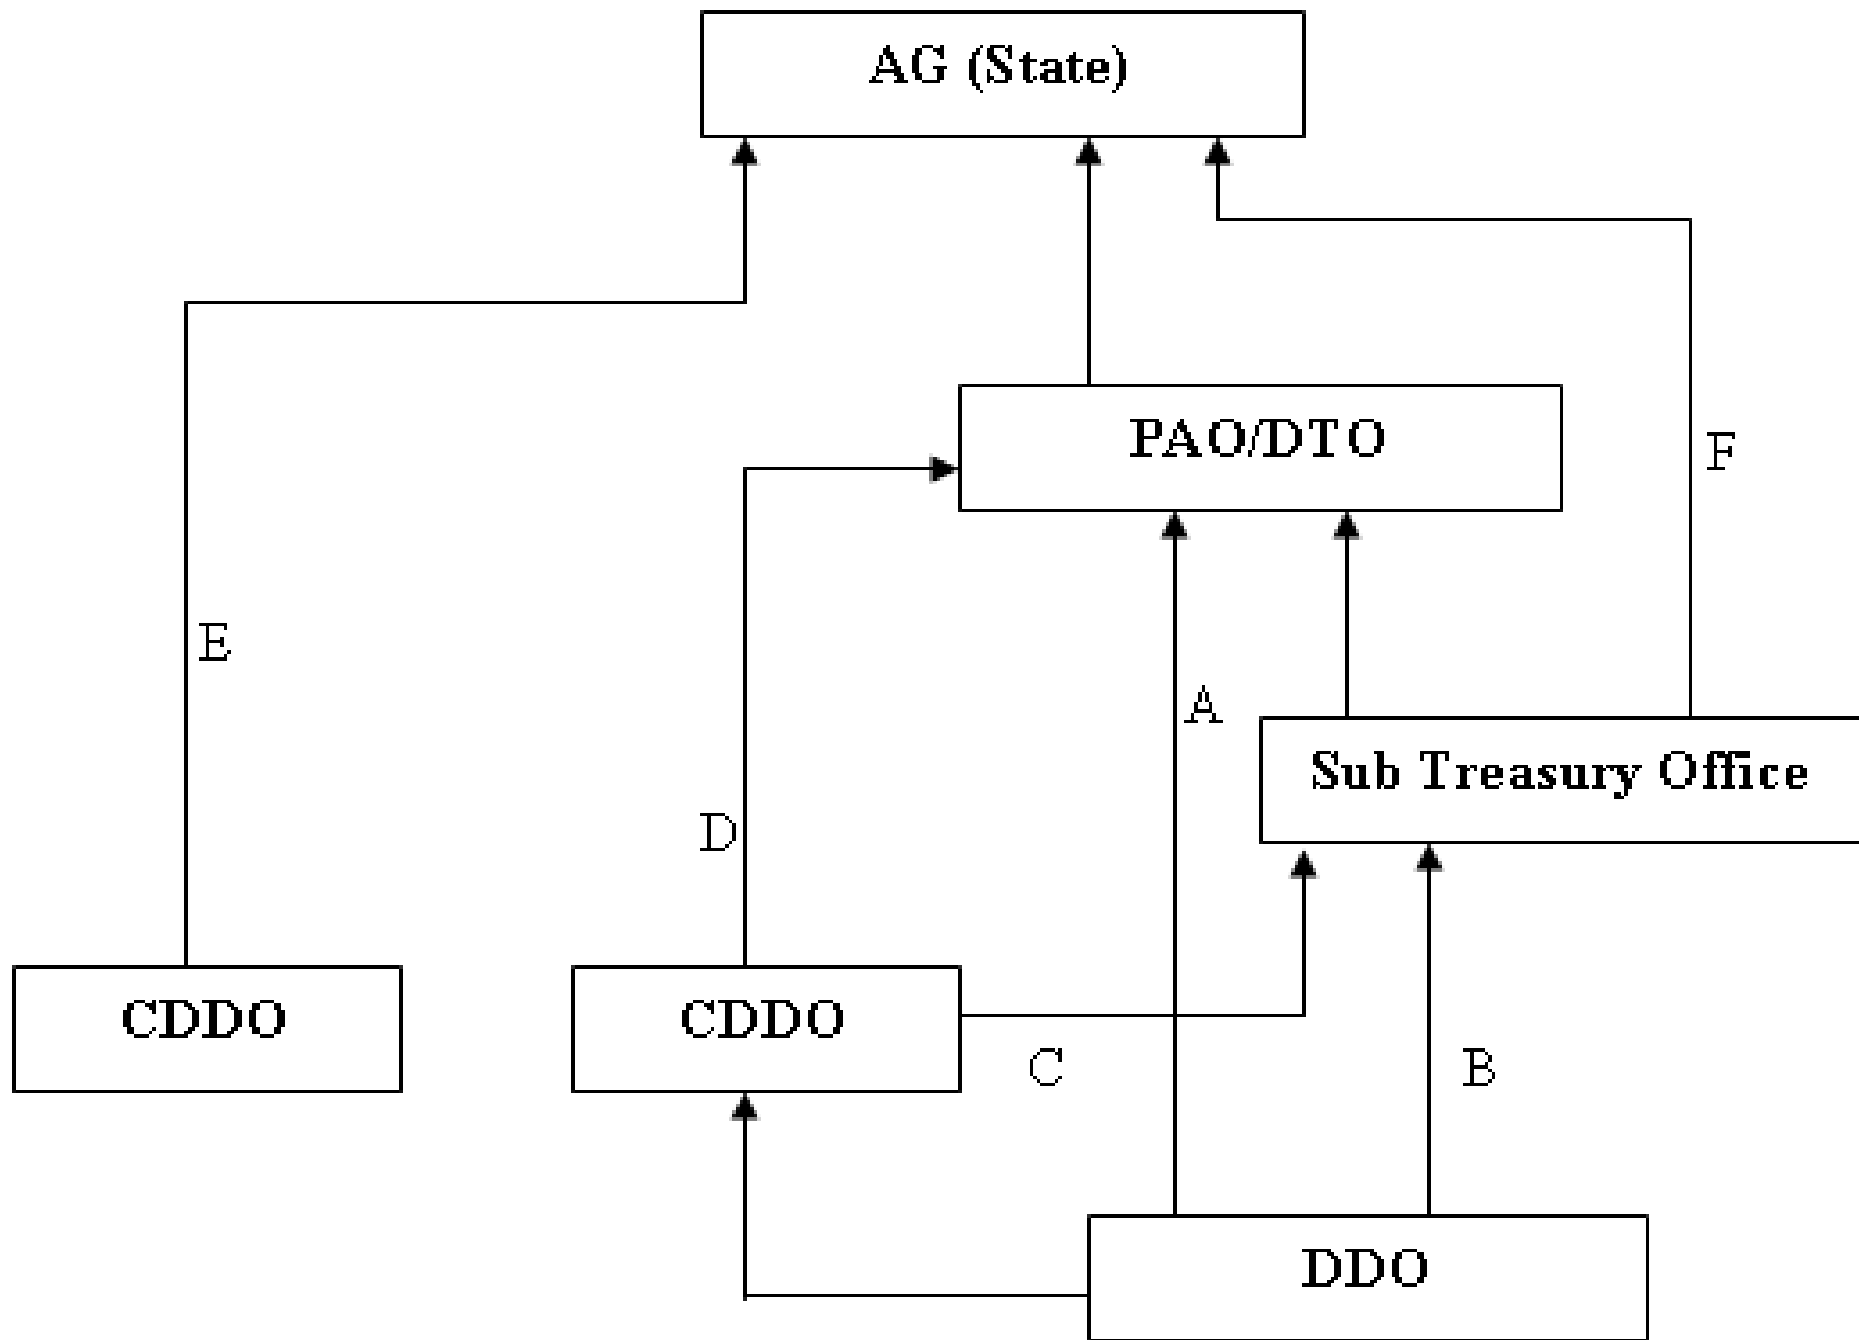 AG (State)
PAO/DTO
F
E
A
Sub Treasury Office
D
CDDO
CDDO
C
B
DDO